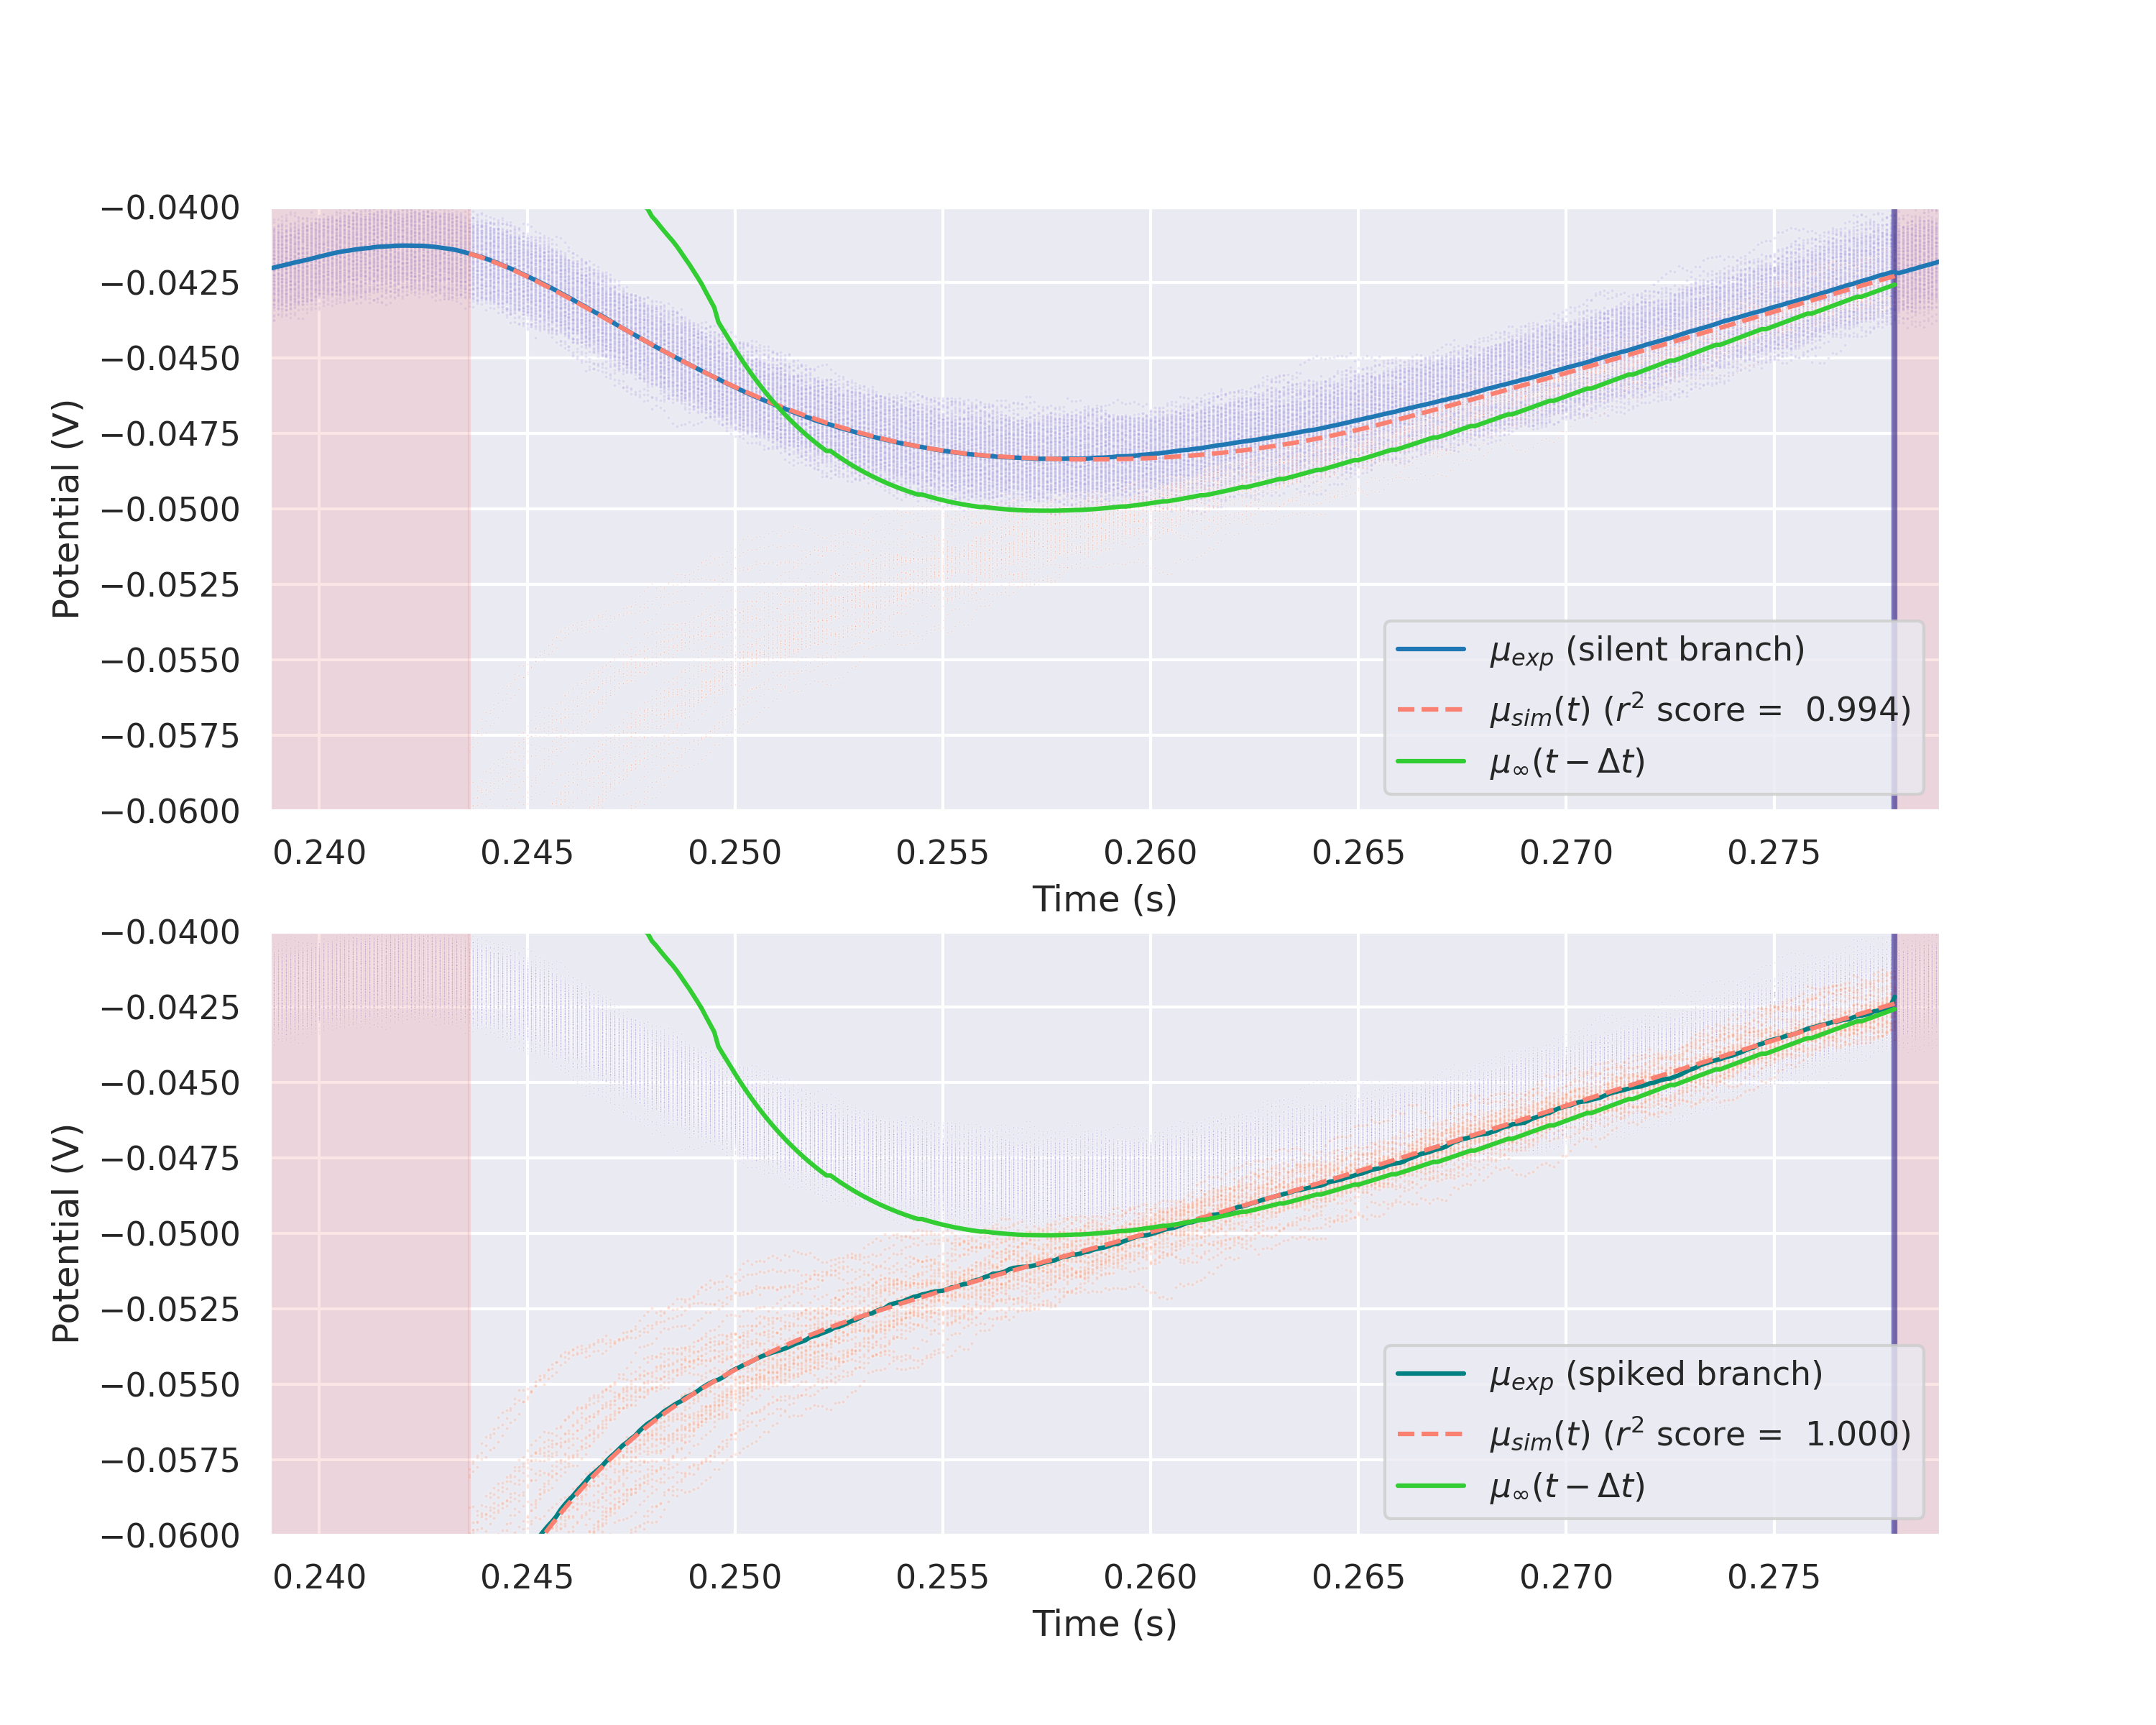 −0.0400
−0.0425
−0.0450
−0.0475
−0.0500
−0.0525
−0.0550
−0.0575
−0.0600
Potential (V)
μexp (silent branch)
μsim(t) (r² score = 0.994)
μ∞(t − Δt)
0.240 0.245 0.250 0.255 0.260 0.265 0.270 0.275
Time (s)
−0.0400
−0.0425
−0.0450
−0.0475
−0.0500
−0.0525
−0.0550
−0.0575
−0.0600
Potential (V)
μexp (spiked branch)
μsim(t) (r² score = 1.000)
μ∞(t − Δt)
0.240 0.245 0.250 0.255 0.260 0.265 0.270 0.275
Time (s)